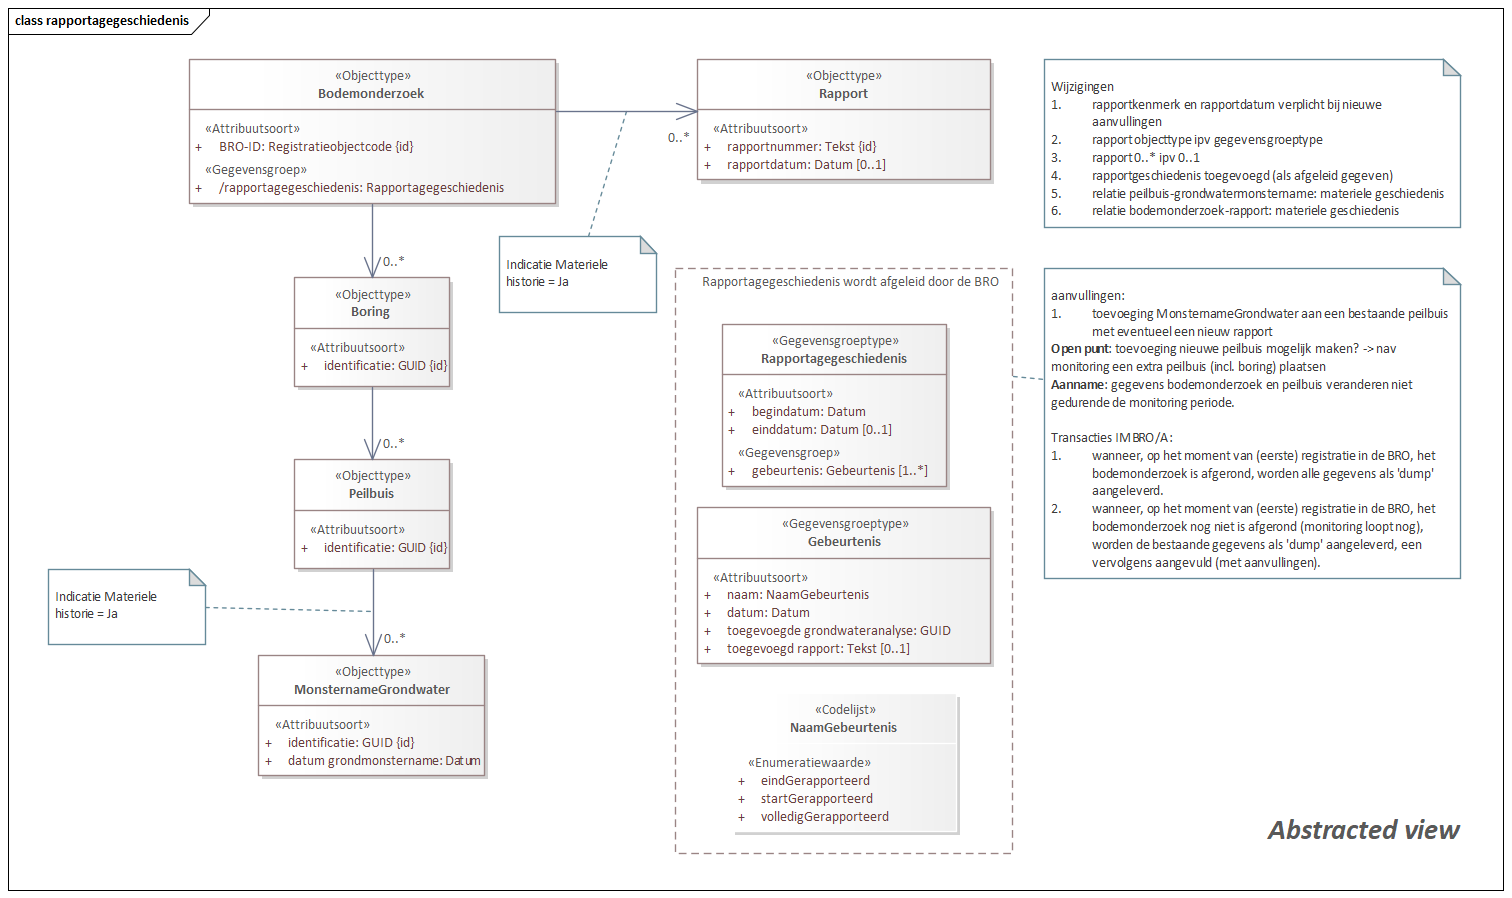 class rapportagegeschiedenis
«Objecttype»
Bodemonderzoek
«Attribuutsoort»
+ BRO-ID: Registratieobjectcode {id}
«Gegevensgroep»
+ /rapportagegeschiedenis: Rapportagegeschiedenis
0..*
«Objecttype»
Rapport
«Attribuutsoort»
+ rapportnummer: Tekst {id}
+ rapportdatum: Datum [0..1]
Wijzigingen
1. rapportkenmerk en rapportdatum verplicht bij nieuwe
aanvullingen
2. rapport objecttype ipv gegevensgroeptype
3. rapport 0..* ipv 0..1
4. rapportgeschiedenis toegevoegd (als afgeleid gegeven)
5. relatie peilbuis-grondwatermonstername: materiele geschiedenis
6. relatie bodemonderzoek-rapport: materiele geschiedenis
Indicatie Materiele
historie = Ja
0..*
«Objecttype»
Boring
«Attribuutsoort»
+ identificatie: GUID {id}
0..*
«Objecttype»
Peilbuis
«Attribuutsoort»
+ identificatie: GUID {id}
Indicatie Materiele
historie = Ja
0..*
«Objecttype»
MonsternameGrondwater
«Attribuutsoort»
+ identificatie: GUID {id}
+ datum grondmonstername: Datum
Rapportagegeschiedenis wordt afgeleid door de BRO
«Gegevensgroeptype»
Rapportagegeschiedenis
«Attribuutsoort»
+ begindatum: Datum
+ einddatum: Datum [0..1]
«Gegevensgroep»
+ gebeurtenis: Gebeurtenis [1..*]
«Gegevensgroeptype»
Gebeurtenis
«Attribuutsoort»
+ naam: NaamGebeurtenis
+ datum: Datum
+ toegevoegde grondwateranalyse: GUID
+ toegevoegd rapport: Tekst [0..1]
«Codelijst»
NaamGebeurtenis
«Enumeratiewaarde»
+ eindGerapporteerd
+ startGerapporteerd
+ volledigGerapporteerd
aanvullingen:
1. toevoeging MonsternameGrondwater aan een bestaande peilbuis
met eventueel een nieuw rapport
Open punt: toevoeging nieuwe peilbuis mogelijk maken? -> nav
monitoring een extra peilbuis (incl. boring) plaatsen
Aanname: gegevens bodemonderzoek en peilbuis veranderen niet
gedurende de monitoring periode.
Transacties IMBRO/A:
1. wanneer, op het moment van (eerste) registratie in de BRO, het
bodemonderzoek is afgerond, worden alle gegevens als 'dump'
aangeleverd.
2. wanneer, op het moment van (eerste) registratie in de BRO, het
bodemonderzoek nog niet is afgerond (monitoring loopt nog),
worden de bestaande gegevens als 'dump' aangeleverd, een
vervolgens aangevuld (met aanvullingen).
Abstracted view